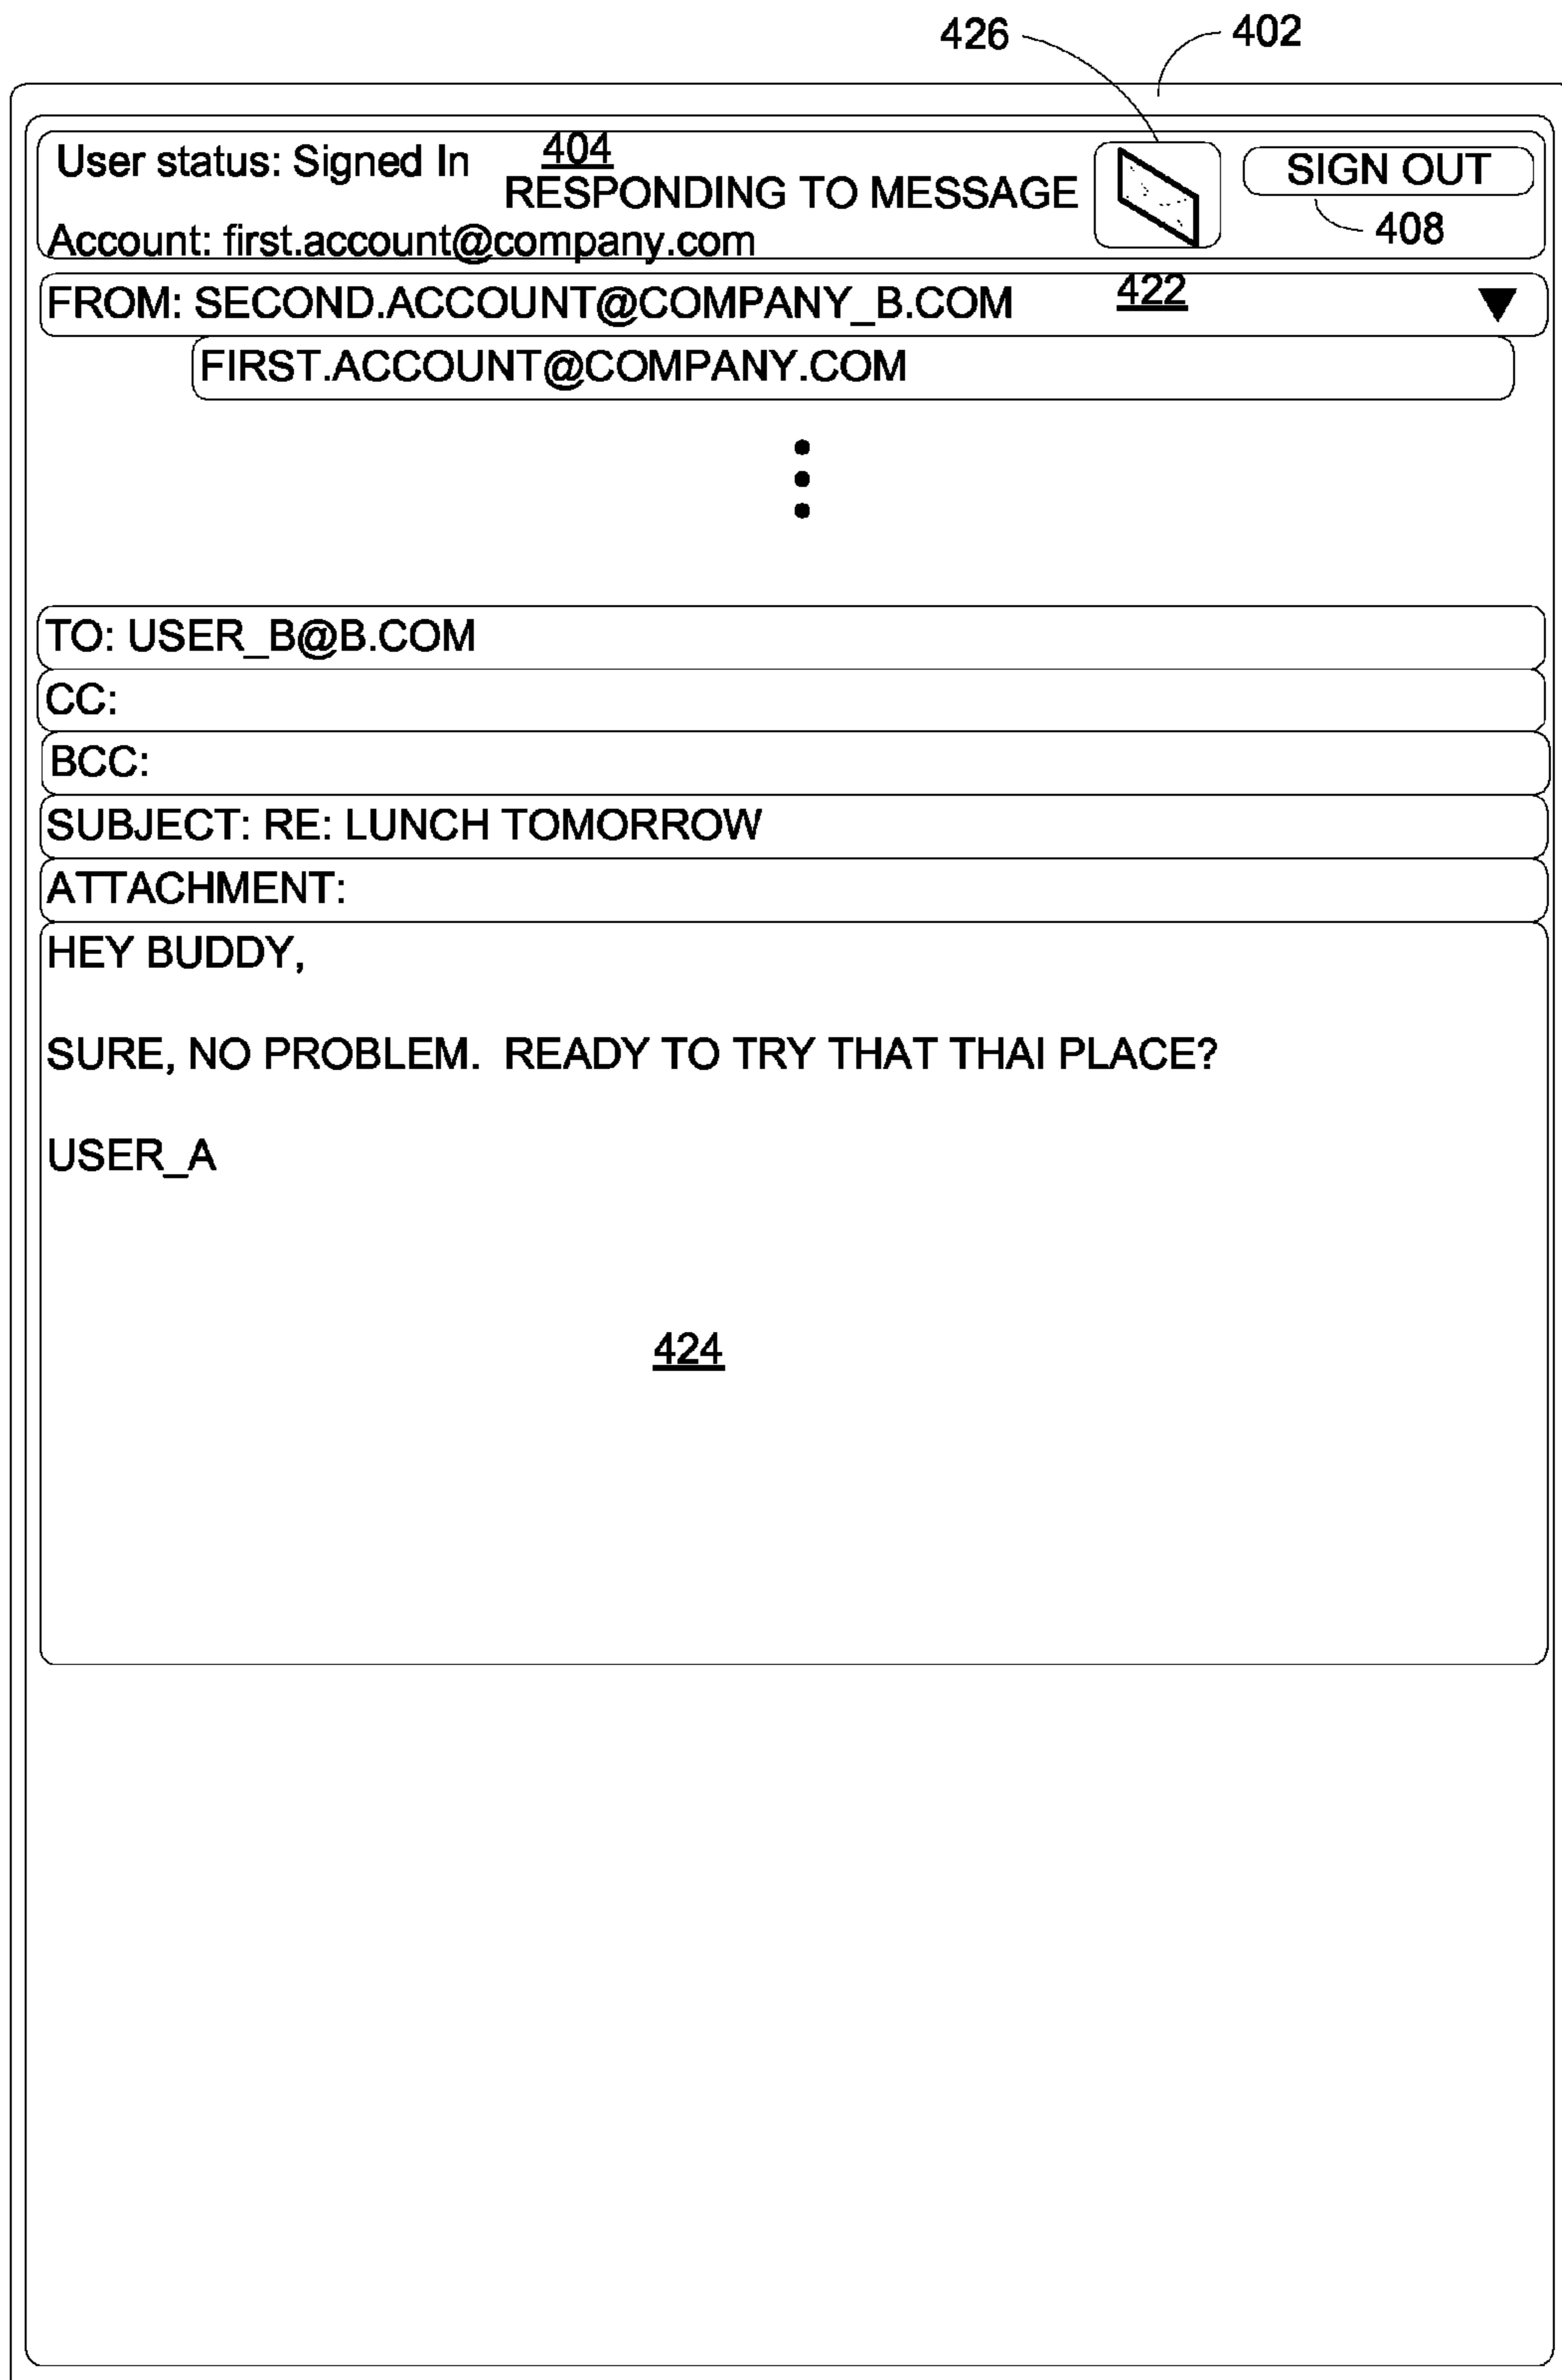 426
402
User status: Signed In
404
RESPONDING TO MESSAGE
SIGN OUT
408
Account: first.account@company.com
FROM: SECOND.ACCOUNT@COMPANY_B.COM
422
FIRST.ACCOUNT@COMPANY.COM
TO: USER_B@B.COM
CC:
BCC:
SUBJECT: RE: LUNCH TOMORROW
ATTACHMENT:
HEY BUDDY,
SURE, NO PROBLEM. READY TO TRY THAT THAI PLACE?
USER_A
424